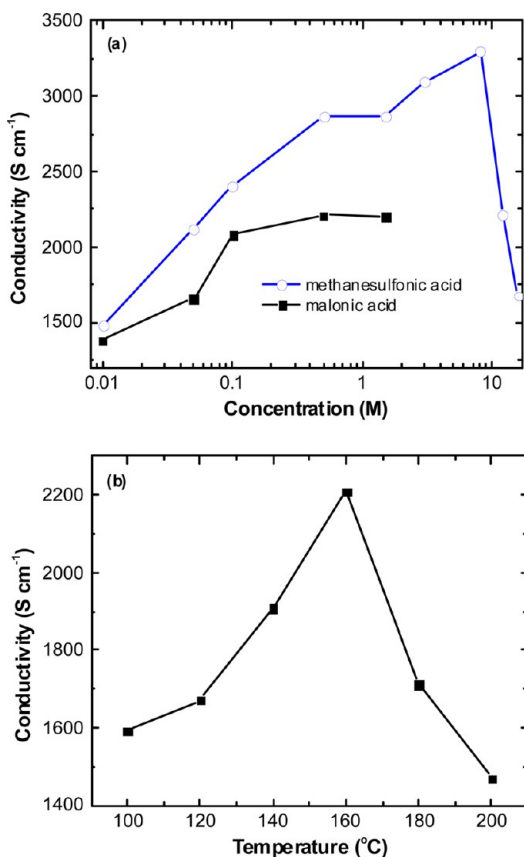 (a)
3500
3000
2500
2000
1500
Conductivity (S cm⁻¹)
methanesulfonic acid
malonic acid
0.01
0.1
1
10
Concentration (M)
(b)
2200
2000
1800
1600
1400
Conductivity (S cm⁻¹)
100
120
140
160
180
200
Temperature (°C)